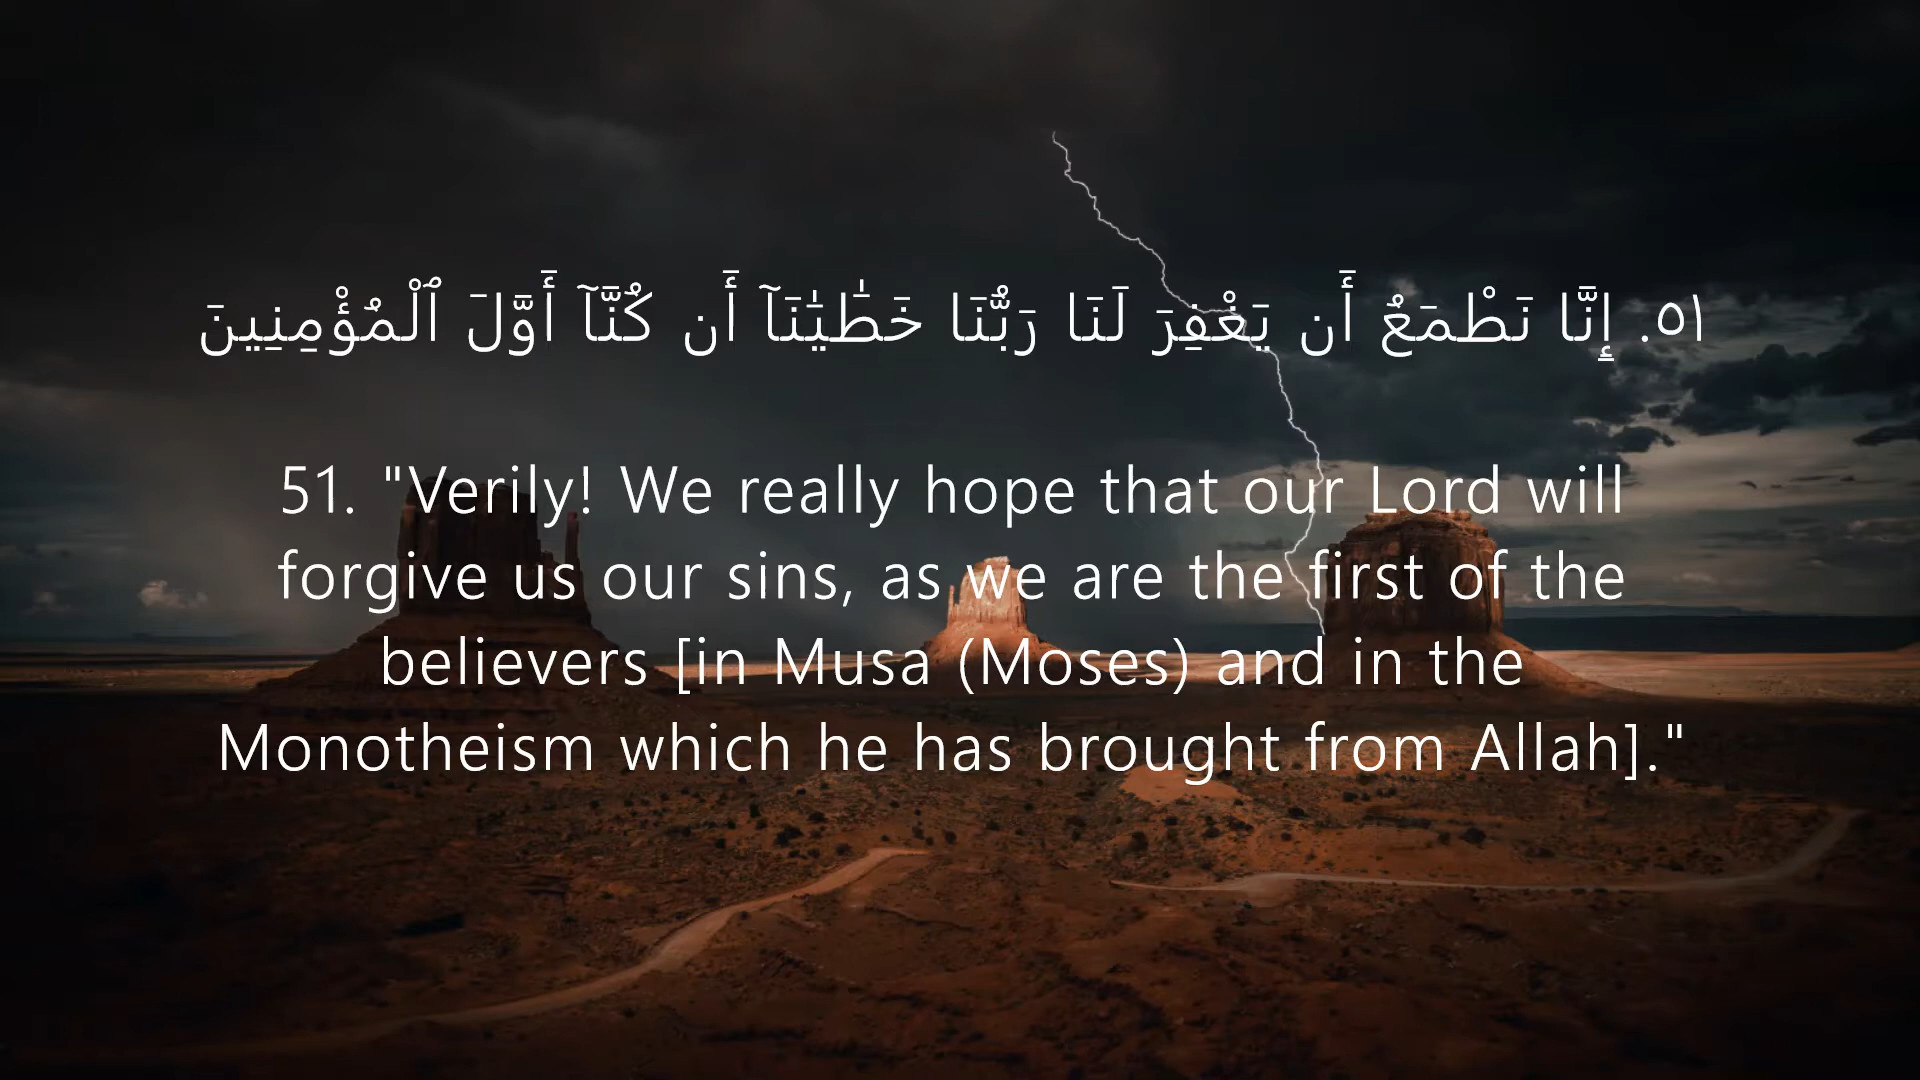 ٥١. إِنَّا نَطْمَعُ أَن يَغْفِرَ لَنَا رَبُّنَا خَطَٰيَٰنَآ أَن كُنَّآ أَوَّلَ ٱلْمُؤْمِنِينَ
51. "Verily! We really hope that our Lord will
forgive us our sins, as we are the first of the
believers [in Musa (Moses) and in the
Monotheism which he has brought from Allah]."